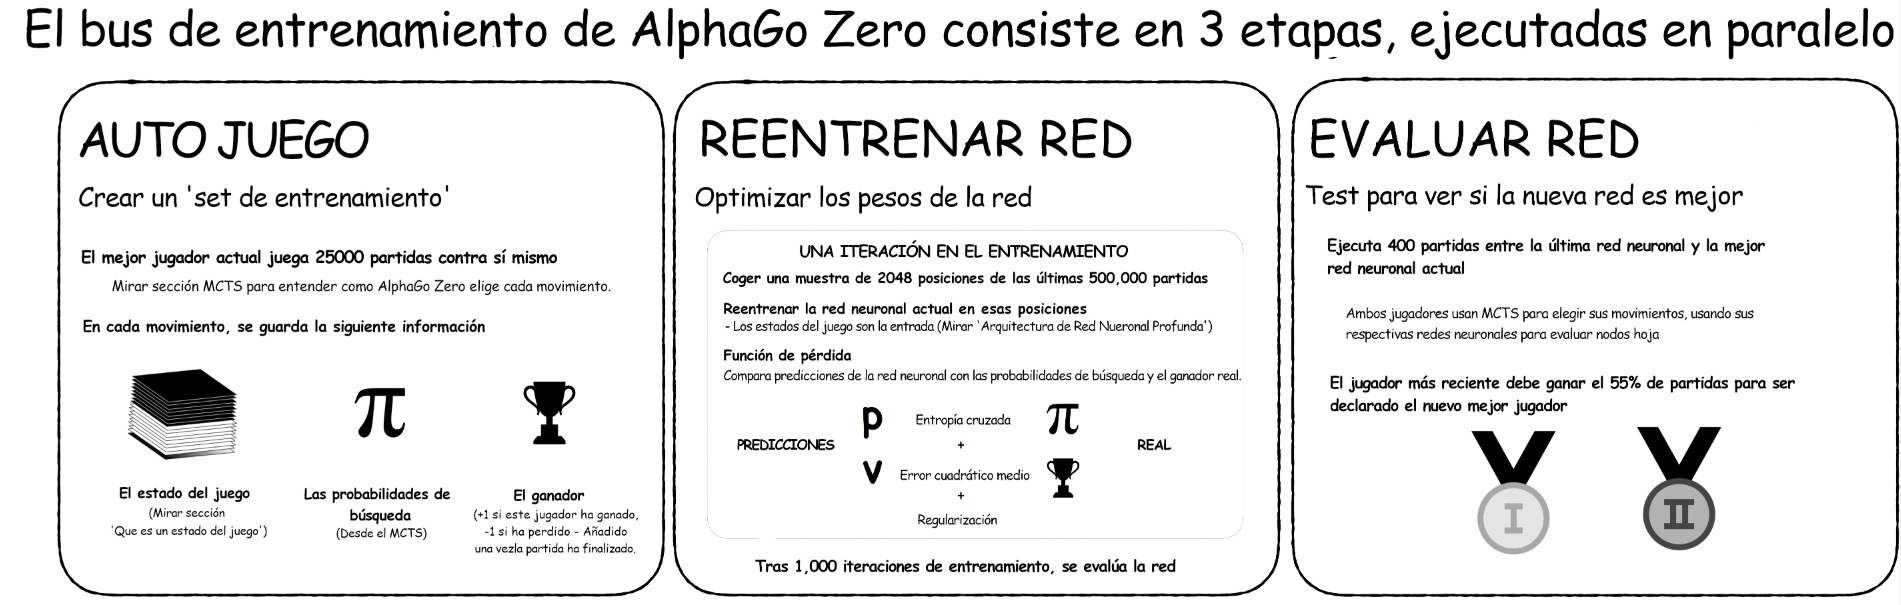 El bus de entrenamiento de AlphaGo Zero consiste en 3 etapas, ejecutadas en paralelo
AUTO JUEGO
Crear un 'set de entrenamiento'
El mejor jugador actual juega 25000 partidas contra sí mismo
Mirar sección MCTS para entender como AlphaGo Zero elige cada movimiento.
En cada movimiento, se guarda la siguiente información
π
El estado del juego
(Mirar sección
'Que es un estado del juego')
Las probabilidades de
búsqueda
(Desde el MCTS)
El ganador
(+1 si este jugador ha ganado,
-1 si ha perdido - Añadido
una vezla partida ha finalizado.
REENTRENAR RED
Optimizar los pesos de la red
UNA ITERACIÓN EN EL ENTRENAMIENTO
Coger una muestra de 2048 posiciones de las últimas 500,000 partidas
Reentrenar la red neuronal actual en esas posiciones
- Los estados del juego son la entrada (Mirar 'Arquitectura de Red Nueronal Profunda')
Función de pérdida
Compara predicciones de la red neuronal con las probabilidades de búsqueda y el ganador real.
PREDICCIONES
p
Entropía cruzada
π
+
REAL
v
Error cuadrático medio
+
Regularización
Tras 1,000 iteraciones de entrenamiento, se evalúa la red
EVALUAR RED
Test para ver si la nueva red es mejor
Ejecuta 400 partidas entre la última red neuronal y la mejor
red neuronal actual
Ambos jugadores usan MCTS para elegir sus movimientos, usando sus
respectivas redes neuronales para evaluar nodos hoja
El jugador más reciente debe ganar el 55% de partidas para ser
declarado el nuevo mejor jugador
I
II